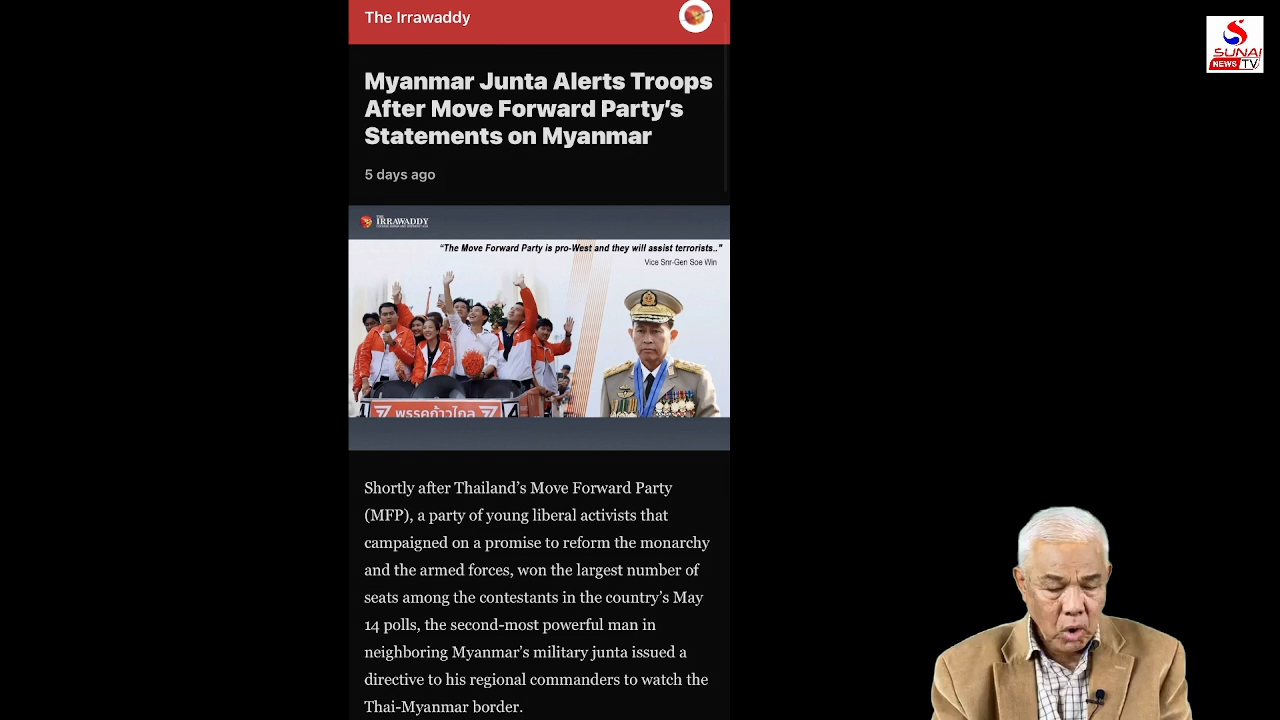 The Irrawaddy
SUNAI
NEWS TV
Myanmar Junta Alerts Troops
After Move Forward Party’s
Statements on Myanmar
5 days ago
THE
IRRAWADDY
“The Move Forward Party is pro-West and they will assist terrorists..”
Vice Snr-Gen Soe Win
พรรคก้าวไกล
Shortly after Thailand’s Move Forward Party
(MFP), a party of young liberal activists that
campaigned on a promise to reform the monarchy
and the armed forces, won the largest number of
seats among the contestants in the country’s May
14 polls, the second-most powerful man in
neighboring Myanmar’s military junta issued a
directive to his regional commanders to watch the
Thai-Myanmar border.